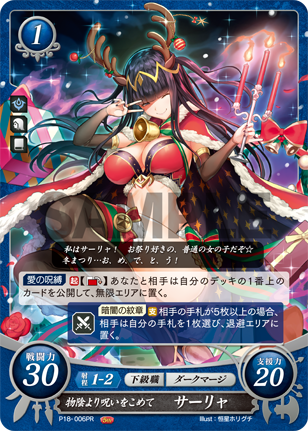 1
SAMPLE
私はサーリャ! お祭り好きの、普通の女の子だぞ☆
冬まつり…お、め、で、と、う!
愛の呪縛 起 あなたと相手は自分のデッキの1番上の
カードを公開して、無限エリアに置く。
暗闇の紋章 支 相手の手札が5枚以上の場合、
相手は自分の手札を1枚選び、退避エリアに
置く。
戦闘力
30
射程 1-2 下級職 ダークマージ
支援力
20
物陰より呪いをこめて サーリャ
P18-006PR
Illust:恒星ホリグチ